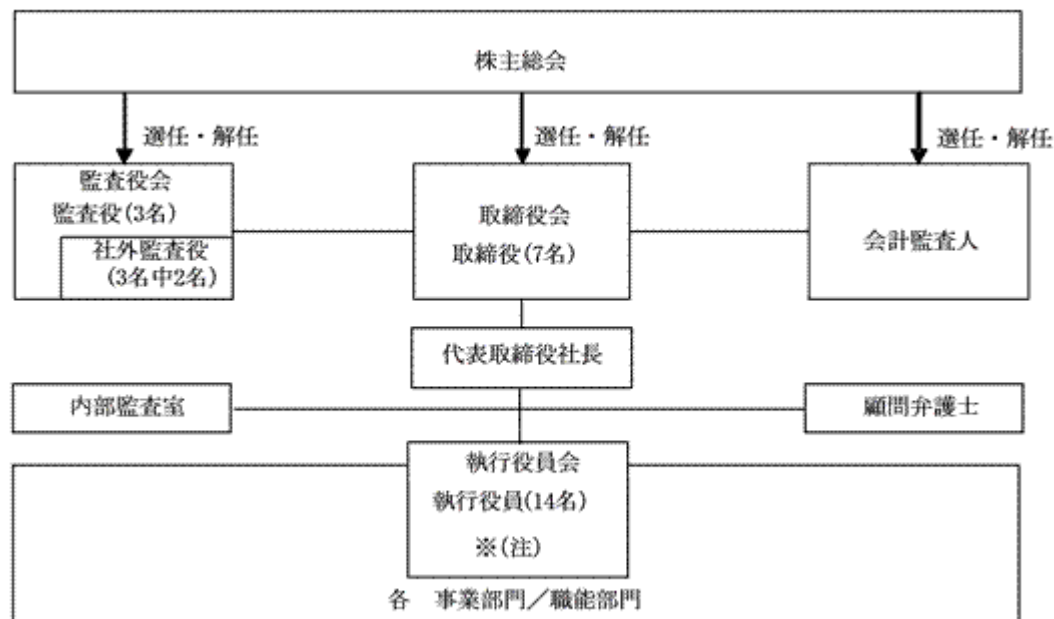 株主総会
選任・解任
選任・解任
選任・解任
監査役会
監査役(3名)
社外監査役
(3名中2名)
取締役会
取締役(7名)
会計監査人
代表取締役社長
内部監査室
顧問弁護士
執行役員会
執行役員(14名)
※(注)
各　事業部門／職能部門